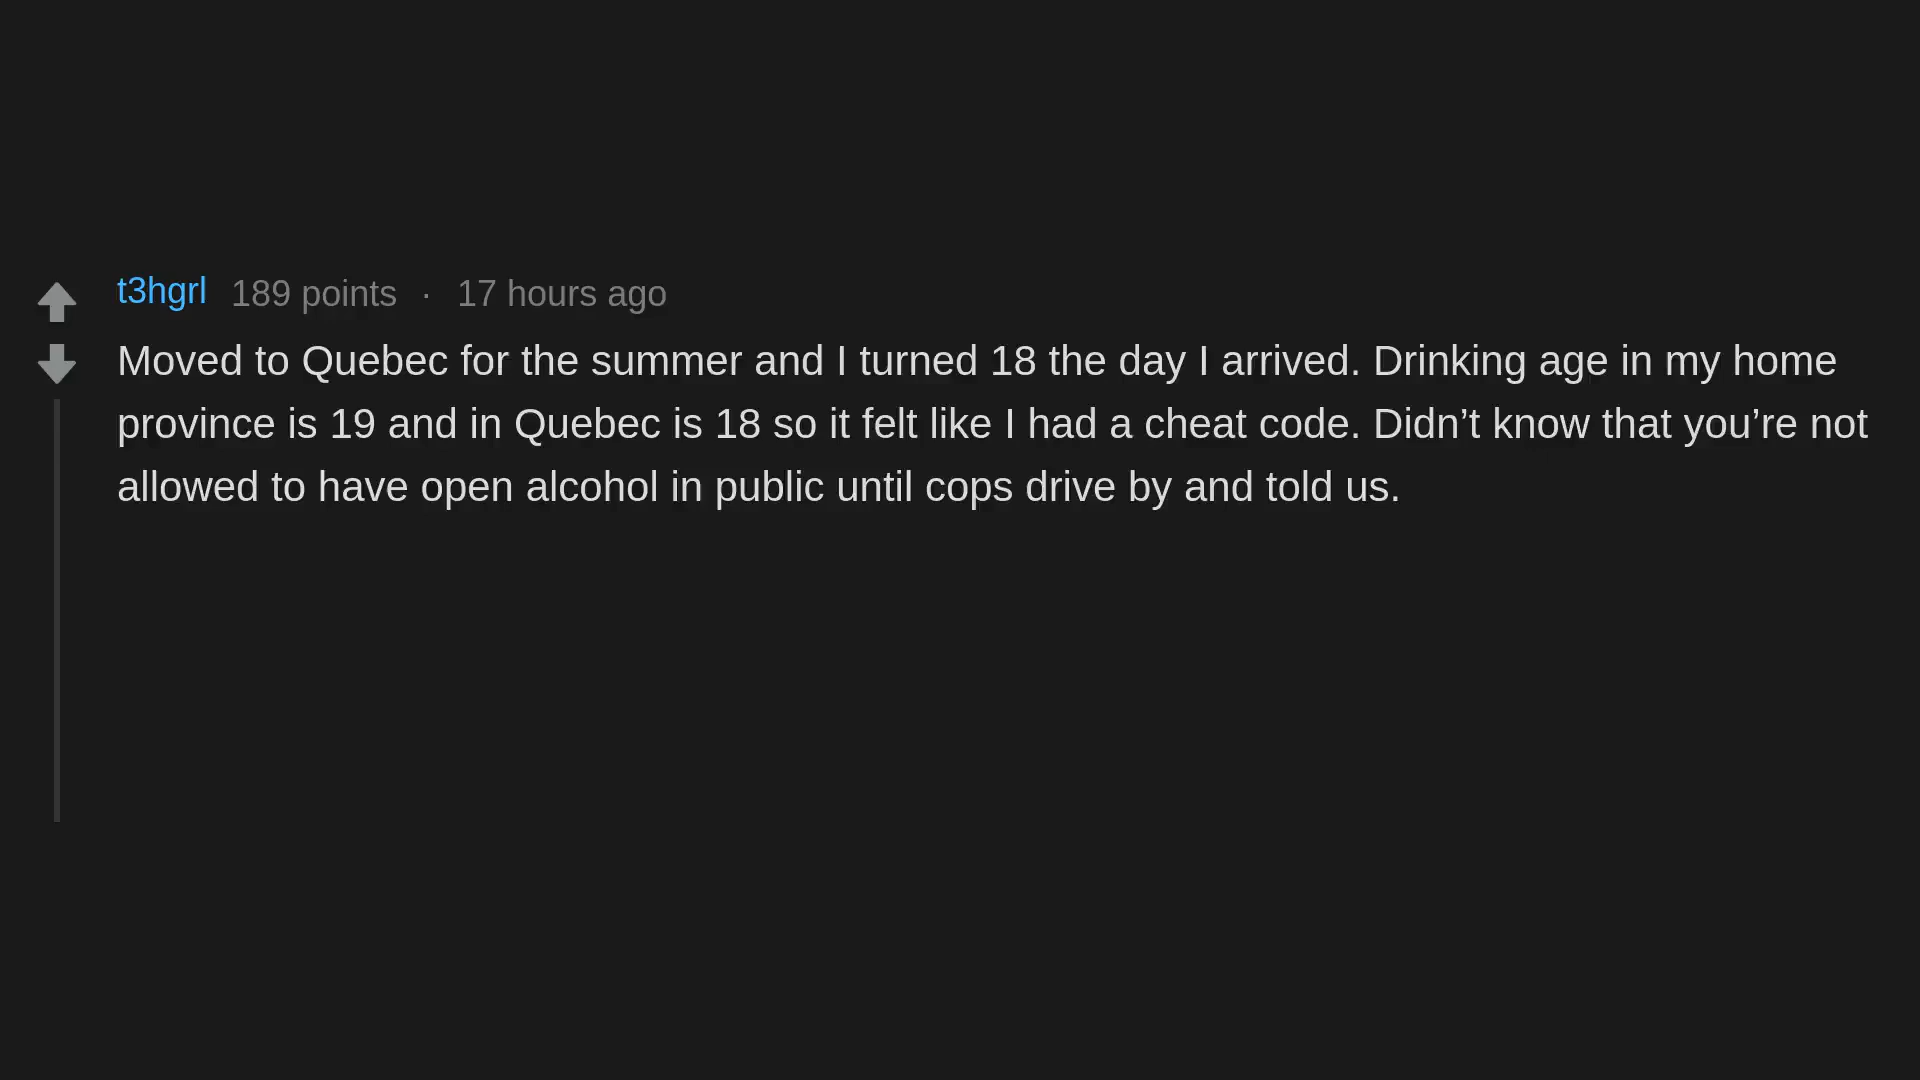 t3hgrl 189 points · 17 hours ago
Moved to Quebec for the summer and I turned 18 the day I arrived. Drinking age in my home
province is 19 and in Quebec is 18 so it felt like I had a cheat code. Didn’t know that you’re not
allowed to have open alcohol in public until cops drive by and told us.